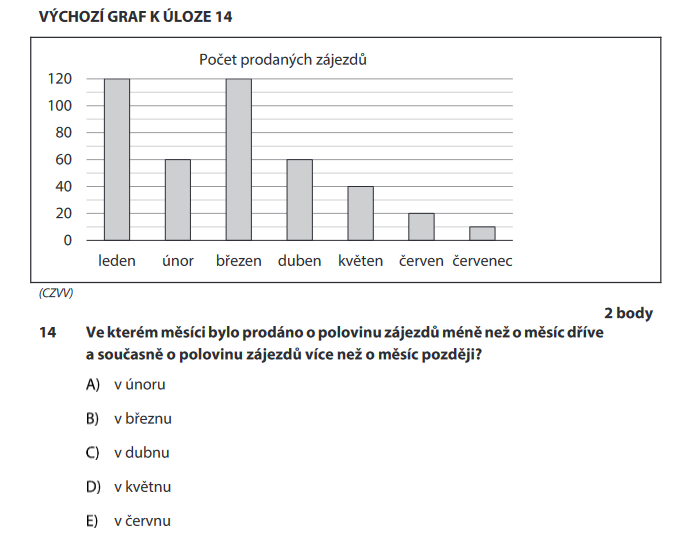 VÝCHOZÍ GRAF K ÚLOZE 14
Počet prodaných zájezdů
120
100
80
60
40
20
0
leden únor březen duben květen červen červenec
(CZVV)
2 body
14 Ve kterém měsíci bylo prodáno o polovinu zájezdů méně než o měsíc dříve
a současně o polovinu zájezdů více než o měsíc později?
A) v únoru
B) v březnu
C) v dubnu
D) v květnu
E) v červnu